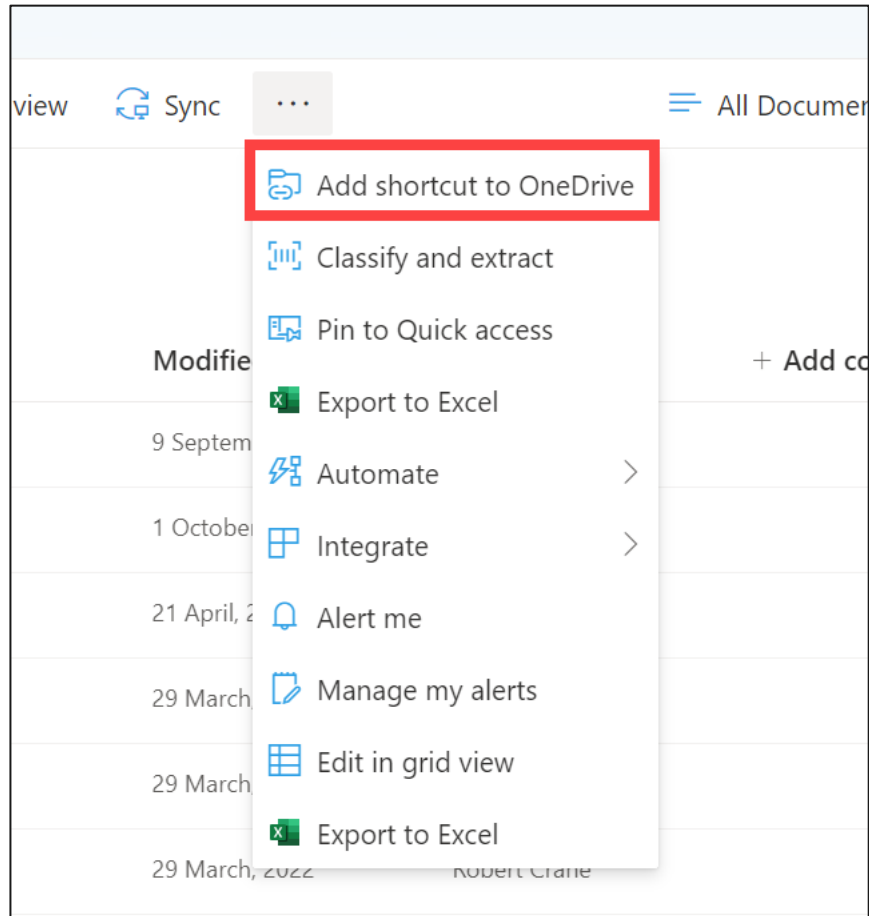 view Sync ... All Documen
Add shortcut to OneDrive
Classify and extract
Pin to Quick access
Modifie + Add co
Export to Excel
9 Septem
Automate
1 October
Integrate
21 April, 2
Alert me
29 March,
Manage my alerts
29 March,
Edit in grid view
Export to Excel
29 March, 2022 Robert Crane